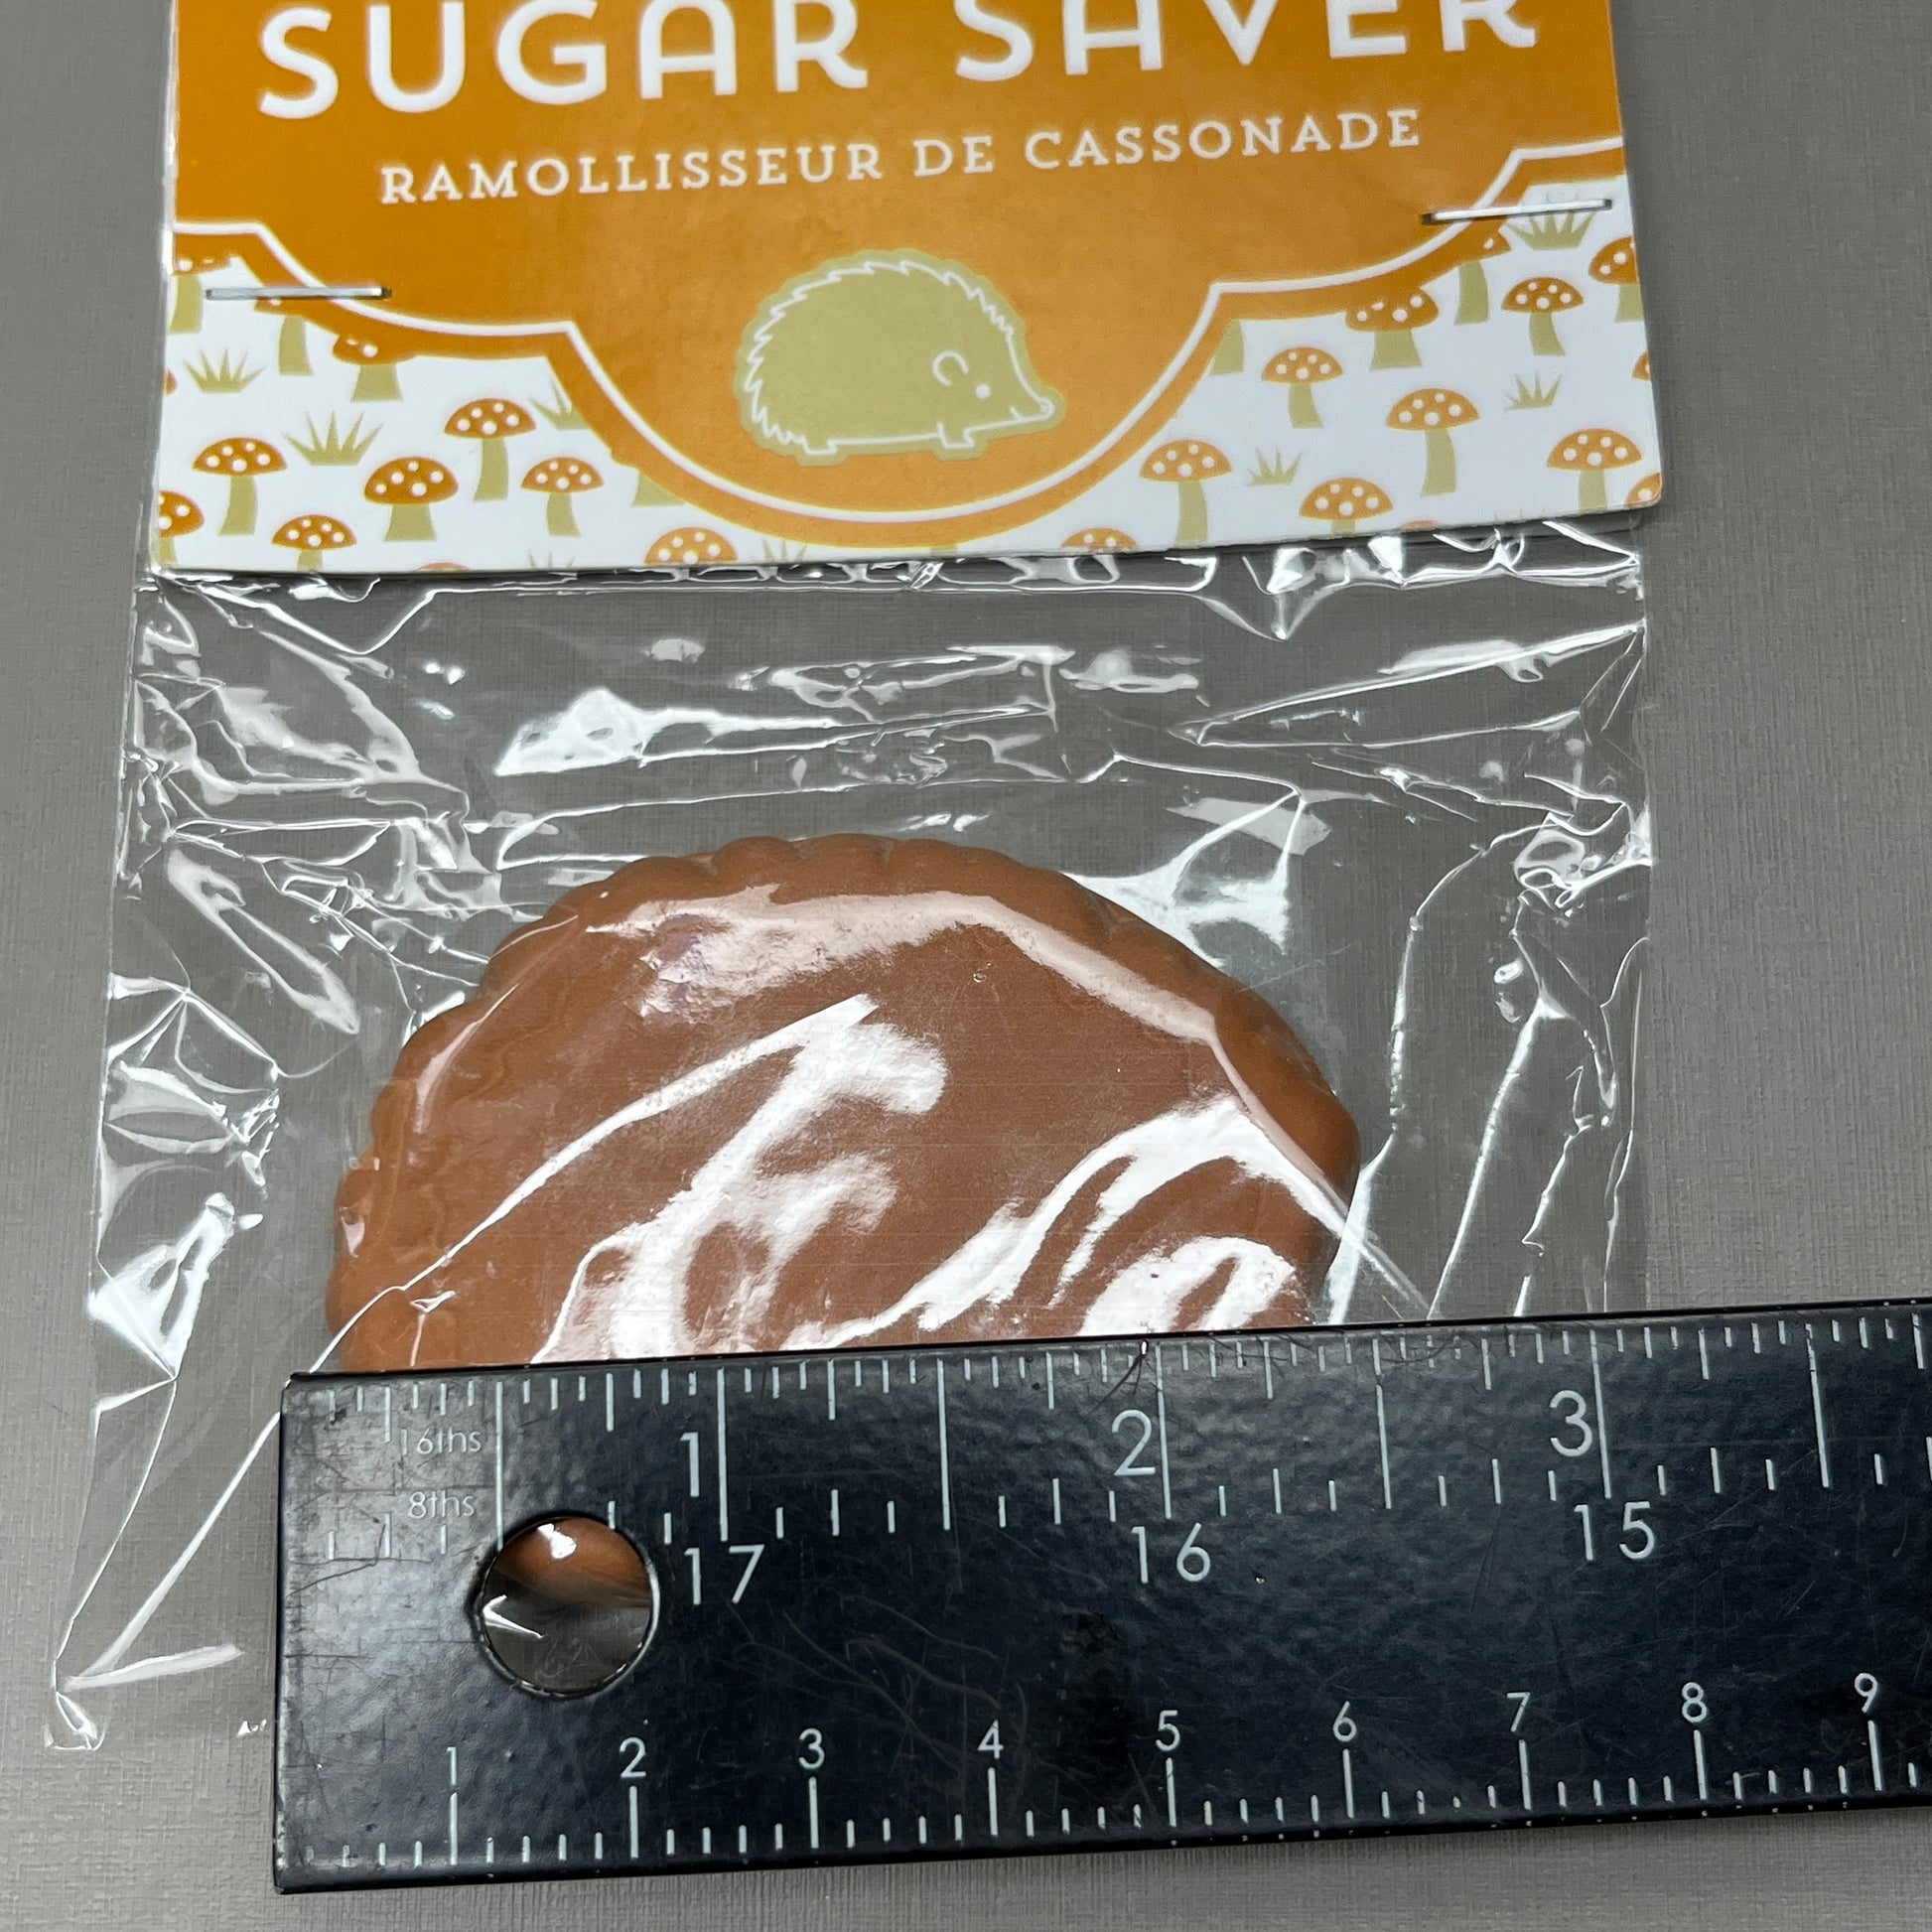 SUGAR SAVER
RAMOLLISSEUR DE CASSONADE
16ths
8ths
1 2 3
17 16 15
1 2 3 4 5 6 7 8 9